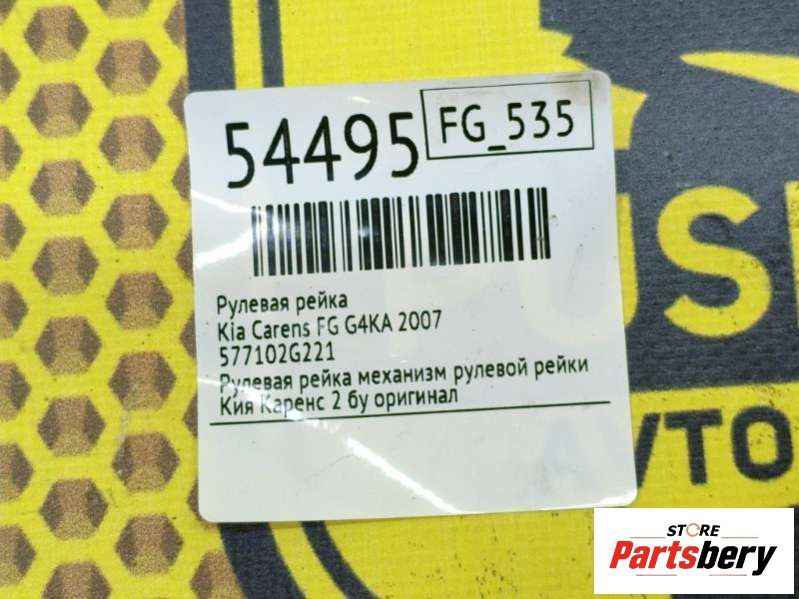 54495
FG_535
Рулевая рейка
Kia Carens FG G4KA 2007
577102G221
Рулевая рейка механизм рулевой рейки
Кия Каренс 2 бу оригинал
АВТО
STORE
Partsbery